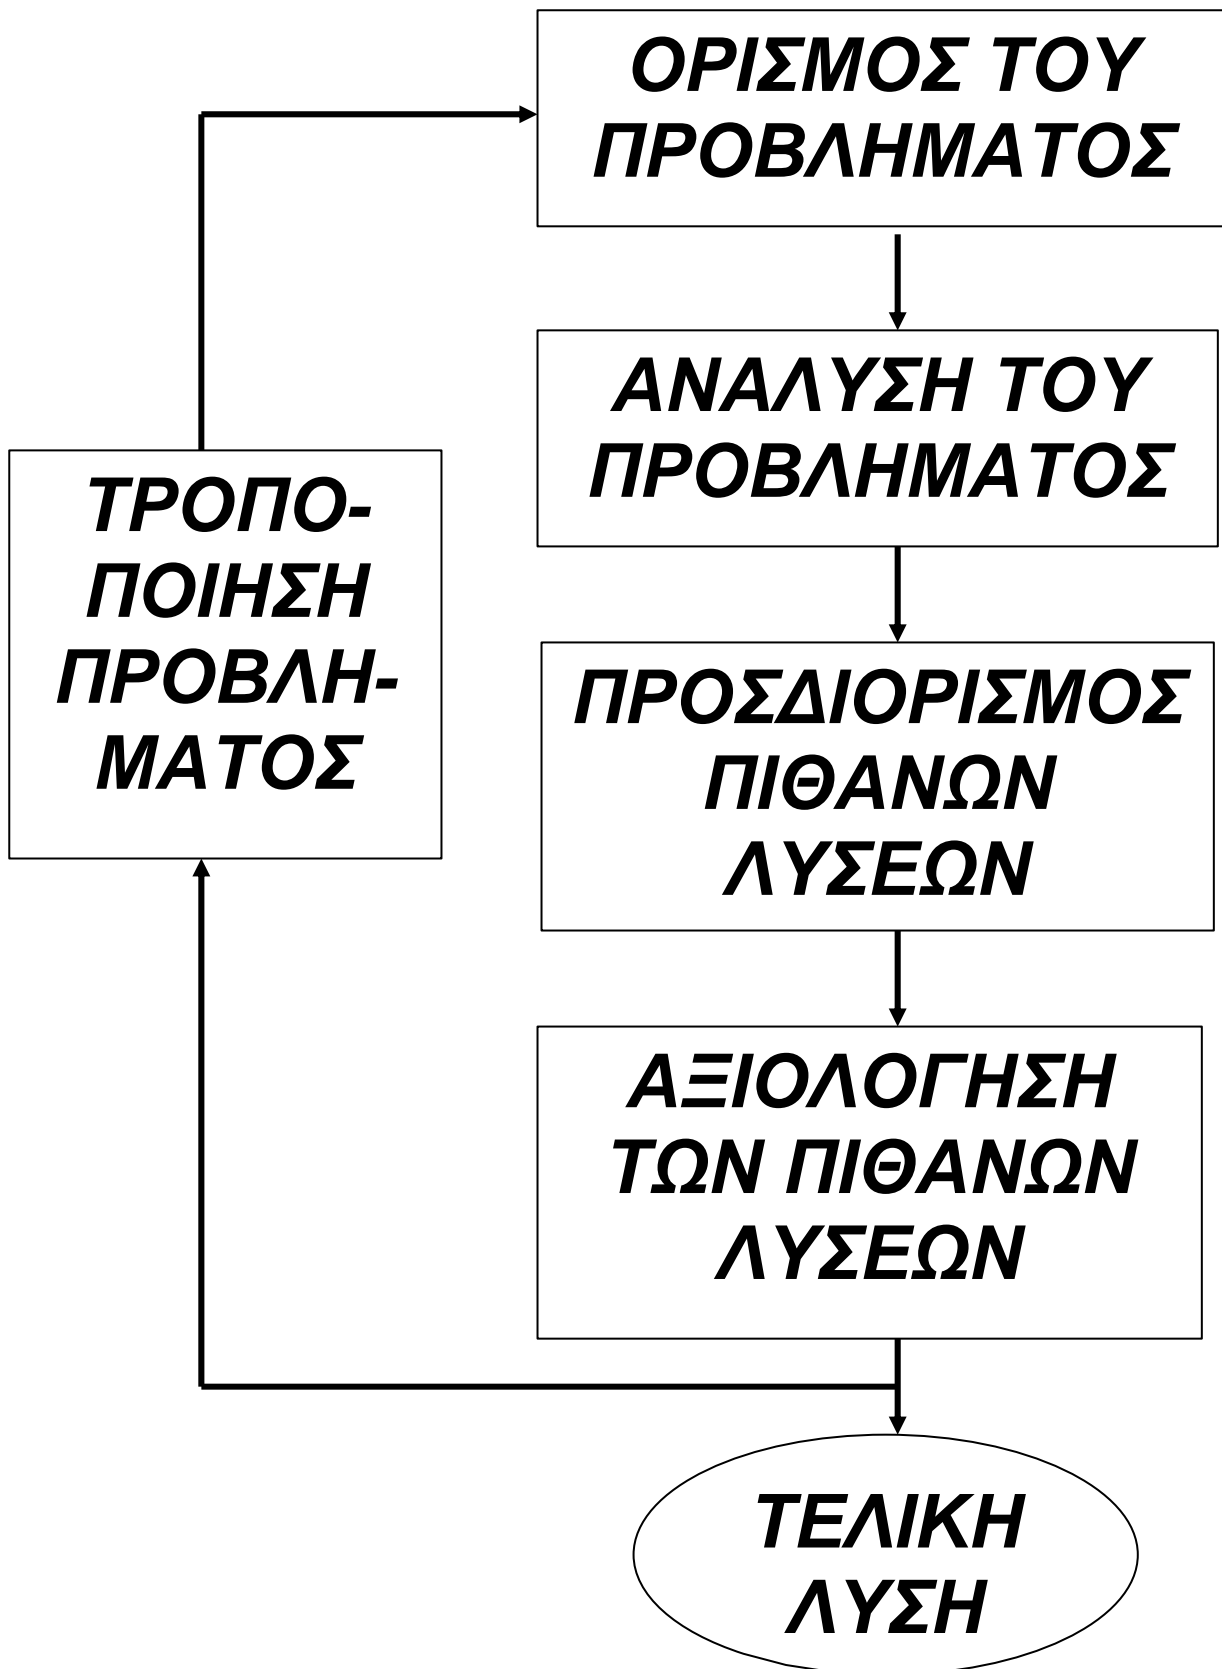 ΟΡΙΣΜΟΣ ΤΟΥ
ΠΡΟΒΛΗΜΑΤΟΣ
ΑΝΑΛΥΣΗ ΤΟΥ
ΠΡΟΒΛΗΜΑΤΟΣ
ΤΡΟΠΟ-
ΠΟΙΗΣΗ
ΠΡΟΒΛΗ-
ΜΑΤΟΣ
ΠΡΟΣΔΙΟΡΙΣΜΟΣ
ΠΙΘΑΝΩΝ
ΛΥΣΕΩΝ
ΑΞΙΟΛΟΓΗΣΗ
ΤΩΝ ΠΙΘΑΝΩΝ
ΛΥΣΕΩΝ
ΤΕΛΙΚΗ
ΛΥΣΗ